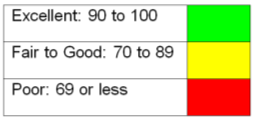 Excellent: 90 to 100
Fair to Good: 70 to 89
Poor: 69 or less